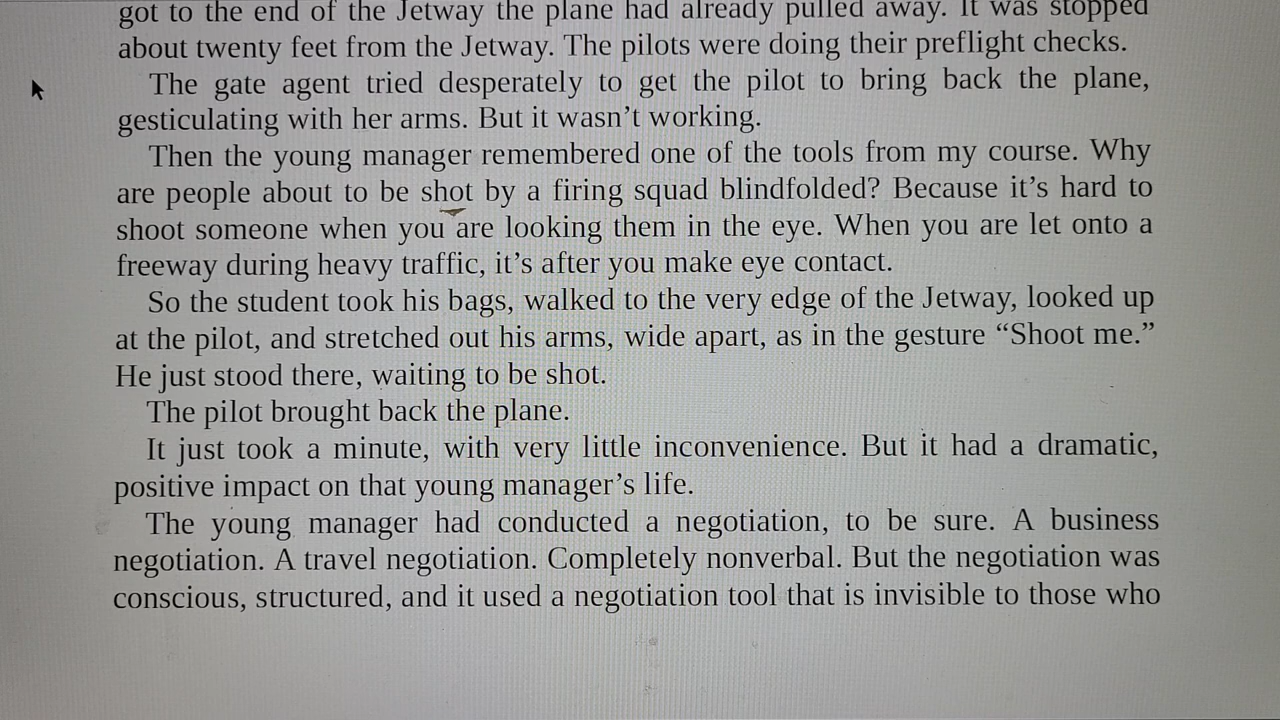 got to the end of the Jetway the plane had already pulled away. It was stopped
about twenty feet from the Jetway. The pilots were doing their preflight checks.
The gate agent tried desperately to get the pilot to bring back the plane,
gesticulating with her arms. But it wasn’t working.
Then the young manager remembered one of the tools from my course. Why
are people about to be shot by a firing squad blindfolded? Because it’s hard to
shoot someone when you are looking them in the eye. When you are let onto a
freeway during heavy traffic, it’s after you make eye contact.
So the student took his bags, walked to the very edge of the Jetway, looked up
at the pilot, and stretched out his arms, wide apart, as in the gesture “Shoot me.”
He just stood there, waiting to be shot.
The pilot brought back the plane.
It just took a minute, with very little inconvenience. But it had a dramatic,
positive impact on that young manager’s life.
The young manager had conducted a negotiation, to be sure. A business
negotiation. A travel negotiation. Completely nonverbal. But the negotiation was
conscious, structured, and it used a negotiation tool that is invisible to those who